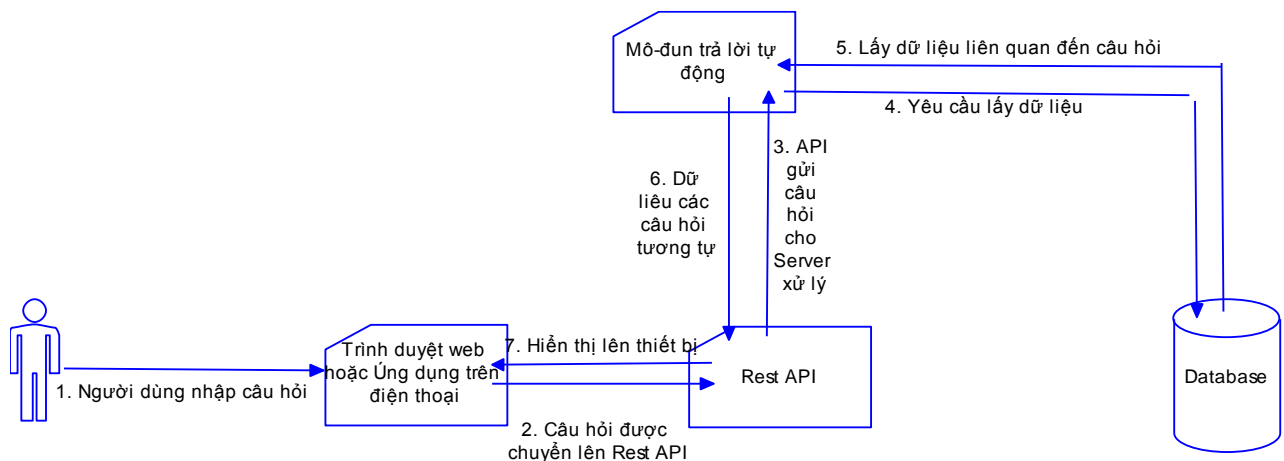 Mô-đun trả lời tự
động
5. Lấy dữ liệu liên quan đến câu hỏi
4. Yêu cầu lấy dữ liệu
3. API
gửi
câu
hỏi
cho
Server
xử lý
6. Dữ
liêu các
câu hỏi
tương tự
Trình duyệt web
hoặc Ứng dụng trên
điện thoại
7. Hiển thị lên thiết bị
Rest API
Database
1. Người dùng nhập câu hỏi
2. Câu hỏi được
chuyển lên Rest API